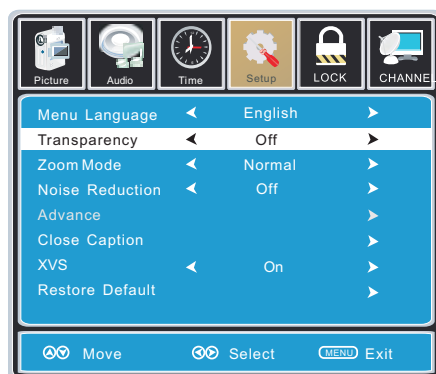 Picture Audio Time Setup LOCK CHANNEL
Menu Language English
Transparency Off
Zoom Mode Normal
Noise Reduction Off
Advance
Close Caption
XVS On
Restore Default
Move Select MENU Exit